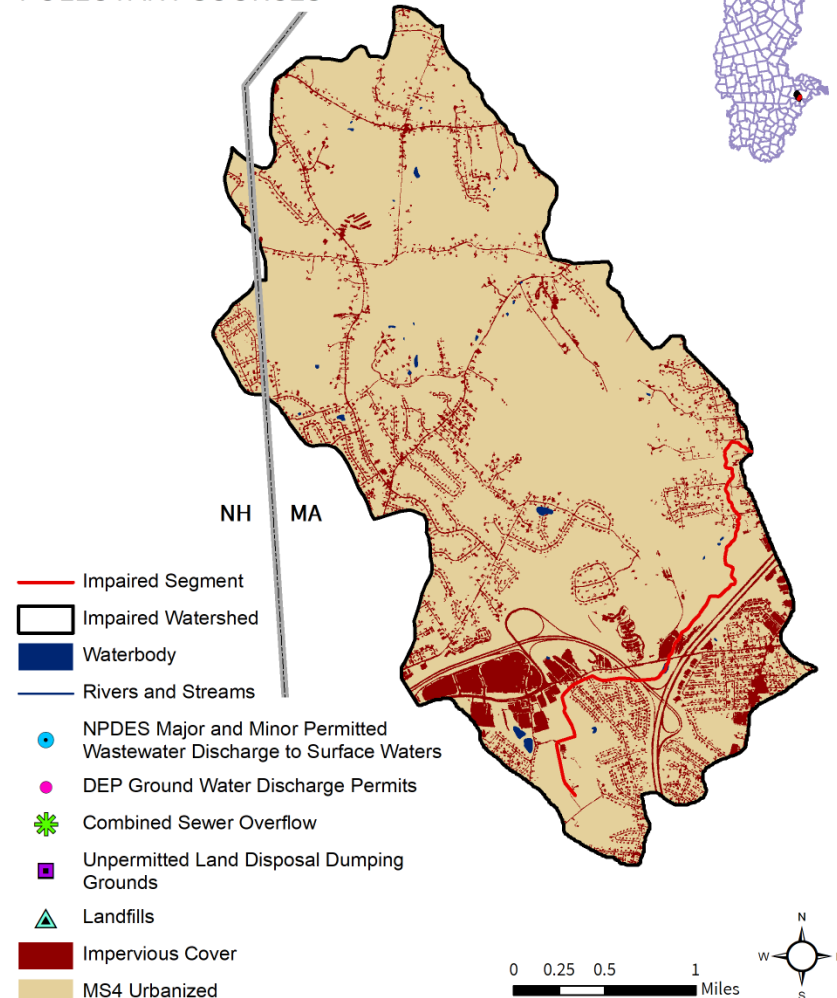 NH MA
Impaired Segment
Impaired Watershed
Waterbody
Rivers and Streams
NPDES Major and Minor Permitted
Wastewater Discharge to Surface Waters
DEP Ground Water Discharge Permits
Combined Sewer Overflow
Unpermitted Land Disposal Dumping
Grounds
Landfills
Impervious Cover
MS4 Urbanized
0 0.25 0.5 1
Miles
N
W
S